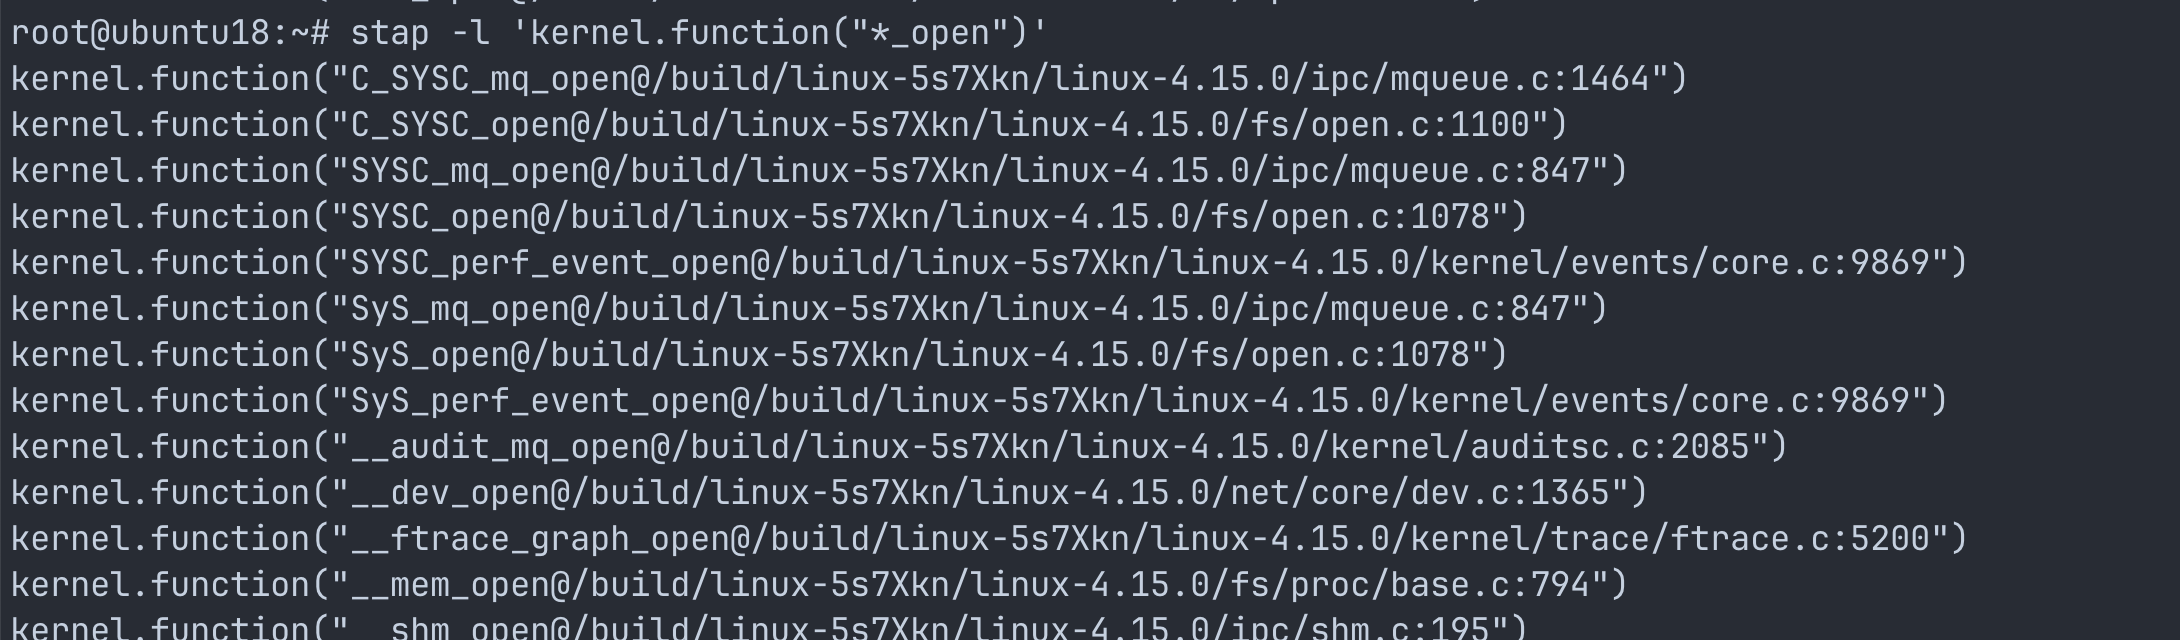 root@ubuntu18:~# stap -l 'kernel.function("*_open")'
kernel.function("C_SYSC_mq_open@/build/linux-5s7Xkn/linux-4.15.0/ipc/mqueue.c:1464")
kernel.function("C_SYSC_open@/build/linux-5s7Xkn/linux-4.15.0/fs/open.c:1100")
kernel.function("SYSC_mq_open@/build/linux-5s7Xkn/linux-4.15.0/ipc/mqueue.c:847")
kernel.function("SYSC_open@/build/linux-5s7Xkn/linux-4.15.0/fs/open.c:1078")
kernel.function("SYSC_perf_event_open@/build/linux-5s7Xkn/linux-4.15.0/kernel/events/core.c:9869")
kernel.function("SyS_mq_open@/build/linux-5s7Xkn/linux-4.15.0/ipc/mqueue.c:847")
kernel.function("SyS_open@/build/linux-5s7Xkn/linux-4.15.0/fs/open.c:1078")
kernel.function("SyS_perf_event_open@/build/linux-5s7Xkn/linux-4.15.0/kernel/events/core.c:9869")
kernel.function("__audit_mq_open@/build/linux-5s7Xkn/linux-4.15.0/kernel/auditsc.c:2085")
kernel.function("__dev_open@/build/linux-5s7Xkn/linux-4.15.0/net/core/dev.c:1365")
kernel.function("__ftrace_graph_open@/build/linux-5s7Xkn/linux-4.15.0/kernel/trace/ftrace.c:5200")
kernel.function("__mem_open@/build/linux-5s7Xkn/linux-4.15.0/fs/proc/base.c:794")
kernel.function("__shm_open@/build/linux-5s7Xkn/linux-4.15.0/ipc/shm.c:195")